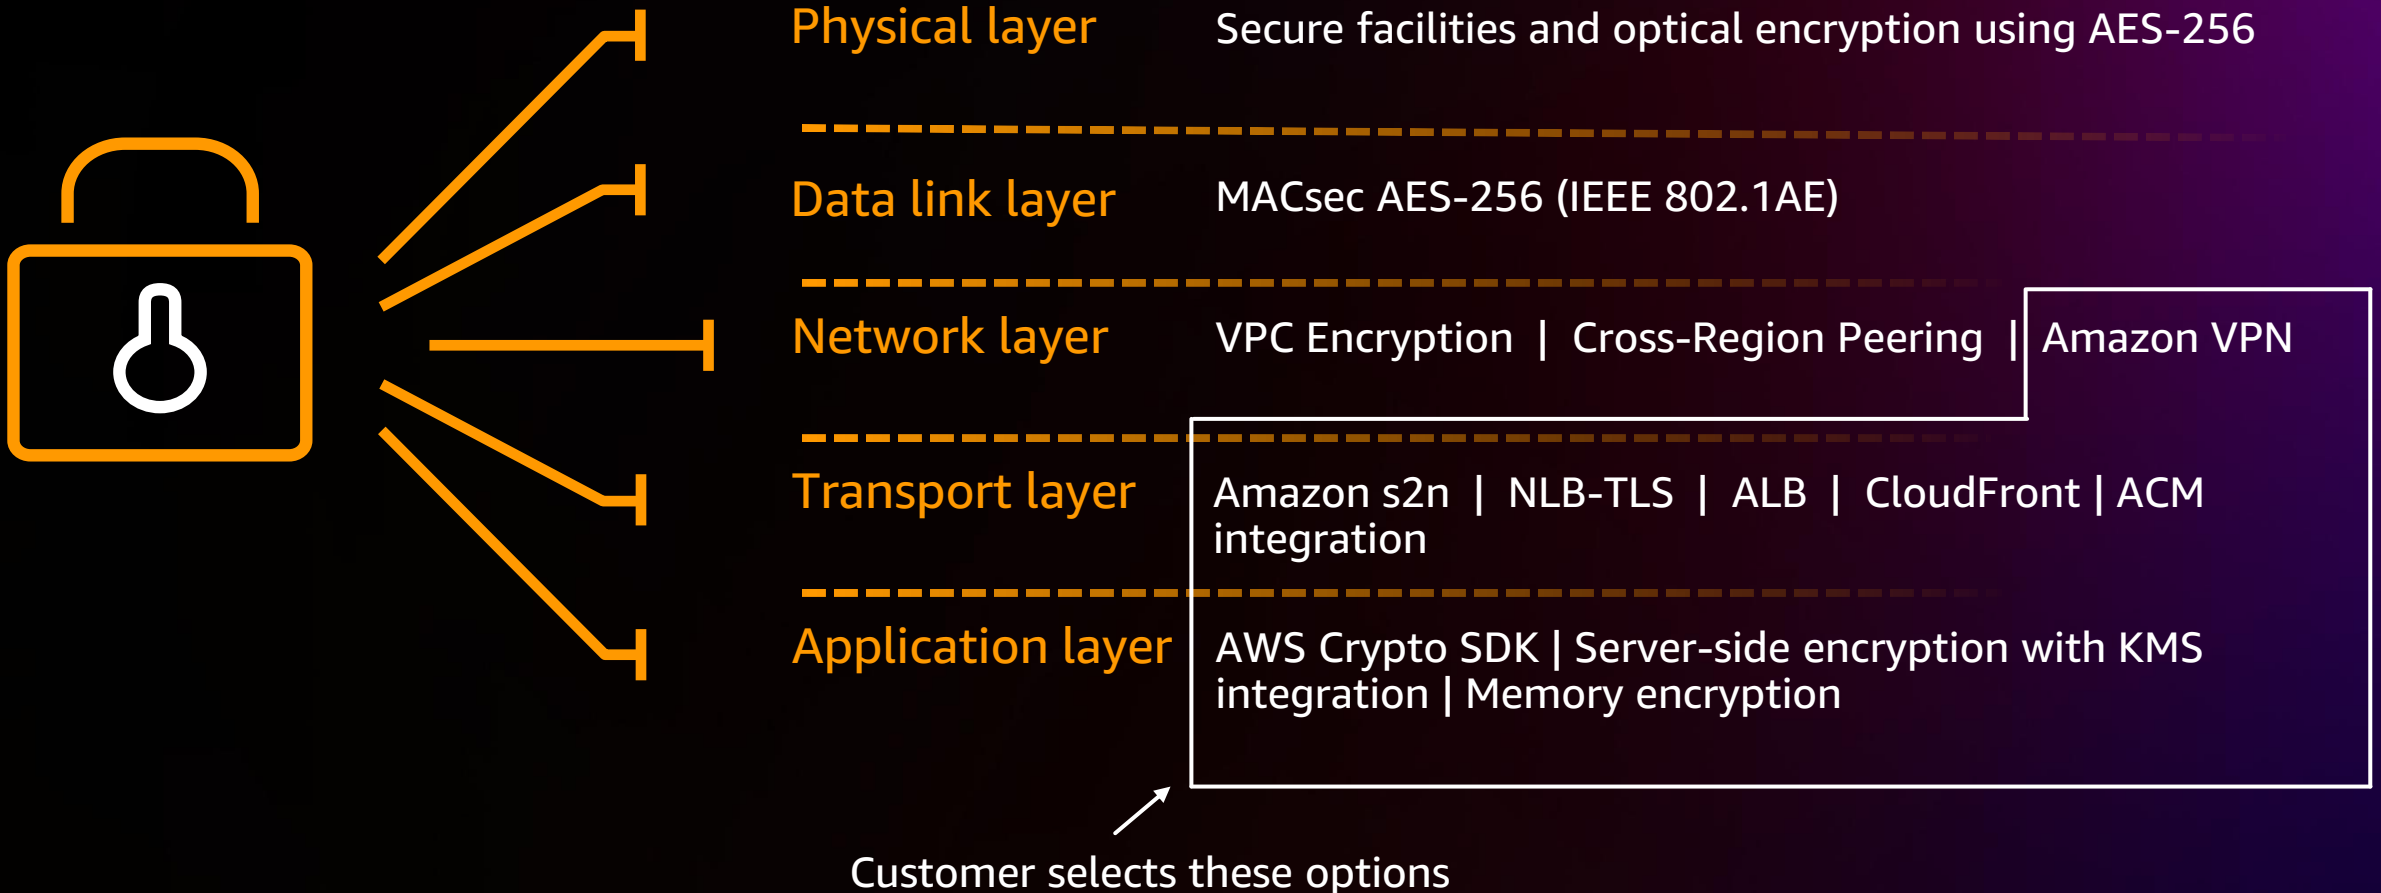 Physical layer
Secure facilities and optical encryption using AES-256
Data link layer
MACsec AES-256 (IEEE 802.1AE)
Network layer
VPC Encryption | Cross-Region Peering | Amazon VPN
Transport layer
Amazon s2n | NLB-TLS | ALB | CloudFront | ACM
integration
Application layer
AWS Crypto SDK | Server-side encryption with KMS
integration | Memory encryption
Customer selects these options